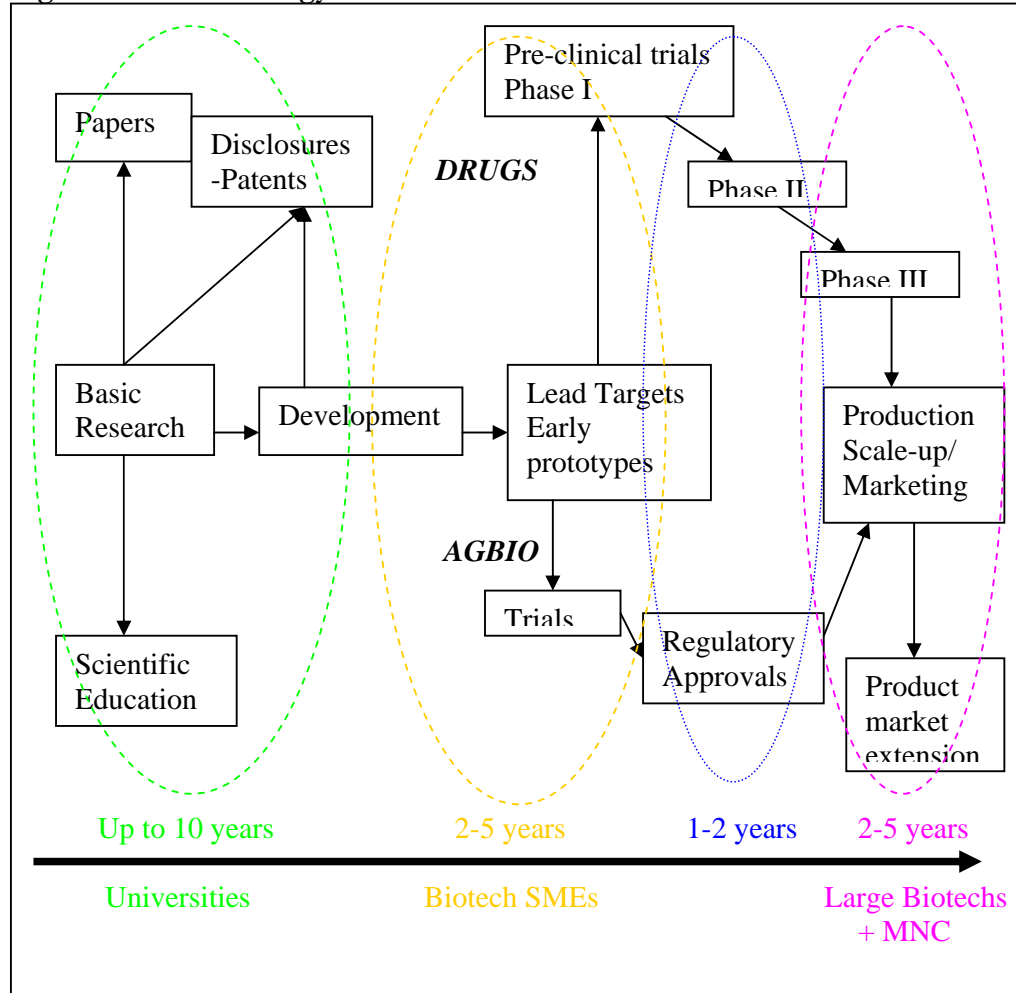 Pre-clinical trials
Phase I
Papers
Disclosures
-Patents
DRUGS
Phase II
Phase III
Basic
Research
Development
Lead Targets
Early
prototypes
Production
Scale-up/
Marketing
AGBIO
Trials
Regulatory
Approvals
Scientific
Education
Product
market
extension
Up to 10 years
2-5 years
1-2 years
2-5 years
Universities
Biotech SMEs
Large Biotechs
+ MNC